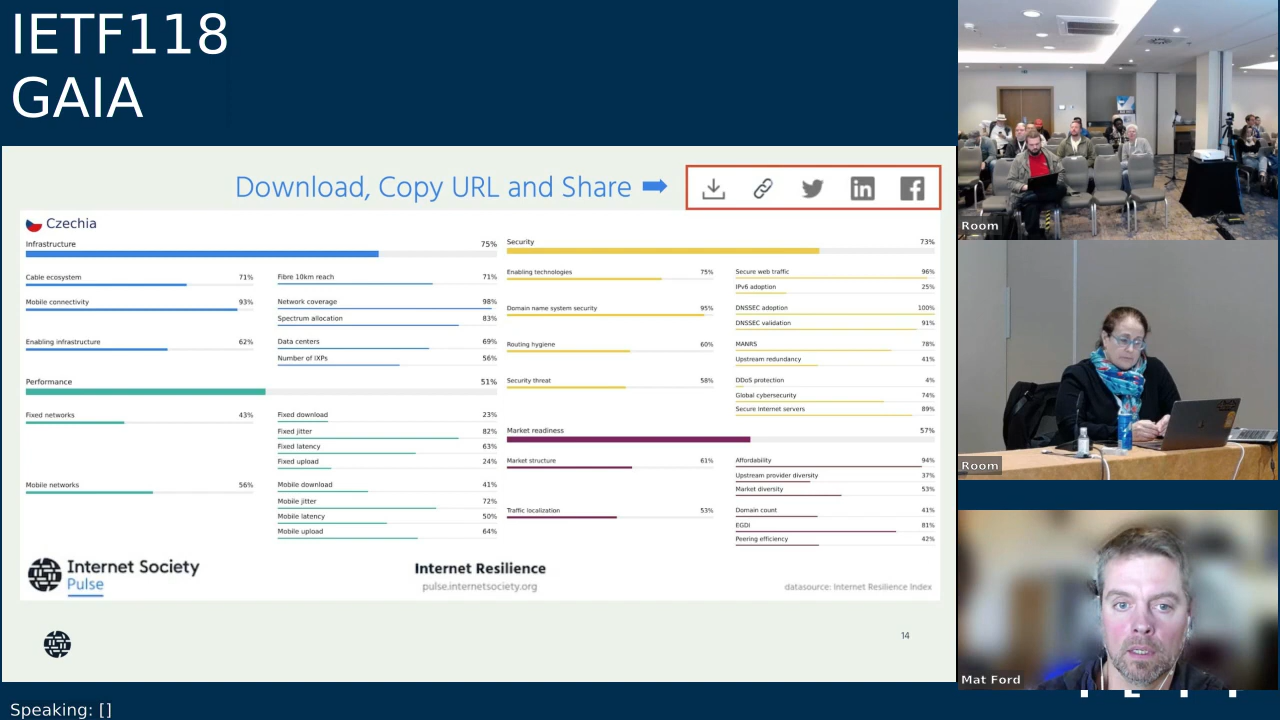 IETF118
GAIA
Download, Copy URL and Share
Czechia
Infrastructure 75%
Cable ecosystem 71%
Fibre 10km reach 71%
Mobile connectivity 93%
Network coverage 98%
Spectrum allocation 83%
Enabling infrastructure 62%
Data centers 69%
Number of IXPs 56%
Performance 51%
Fixed networks 43%
Fixed download 23%
Fixed jitter 82%
Fixed latency 63%
Fixed upload 24%
Mobile networks 56%
Mobile download 41%
Mobile jitter 72%
Mobile latency 50%
Mobile upload 64%
Security 73%
Enabling technologies 75%
Secure web traffic 96%
IPv6 adoption 25%
Domain name system security 95%
DNSSEC adoption 100%
DNSSEC validation 91%
Routing hygiene 60%
MANRS 78%
Upstream redundancy 41%
Security threat 58%
DDoS protection 4%
Global cybersecurity 74%
Secure Internet servers 89%
Market readiness 57%
Market structure 61%
Affordability 94%
Upstream provider diversity 37%
Market diversity 53%
Traffic localization 53%
Domain count 41%
EGDI 81%
Peering efficiency 42%
Internet Society
Pulse
Internet Resilience
pulse.internetsociety.org
datasource: Internet Resilience Index
14
Room
Room
Mat Ford
Speaking: []